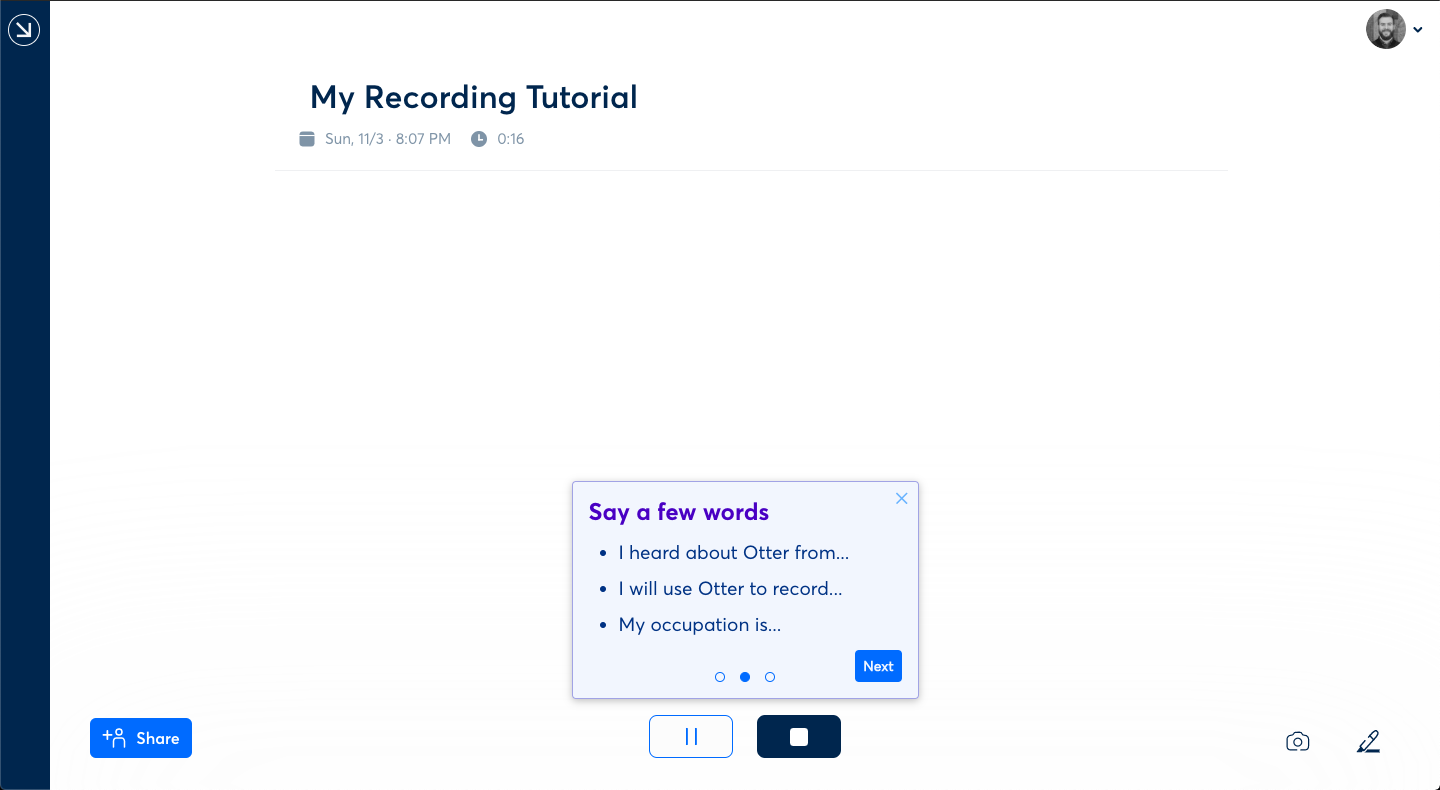 My Recording Tutorial
Sun, 11/3 · 8:07 PM 0:16
Say a few words
• I heard about Otter from...
• I will use Otter to record...
• My occupation is...
Next
Share